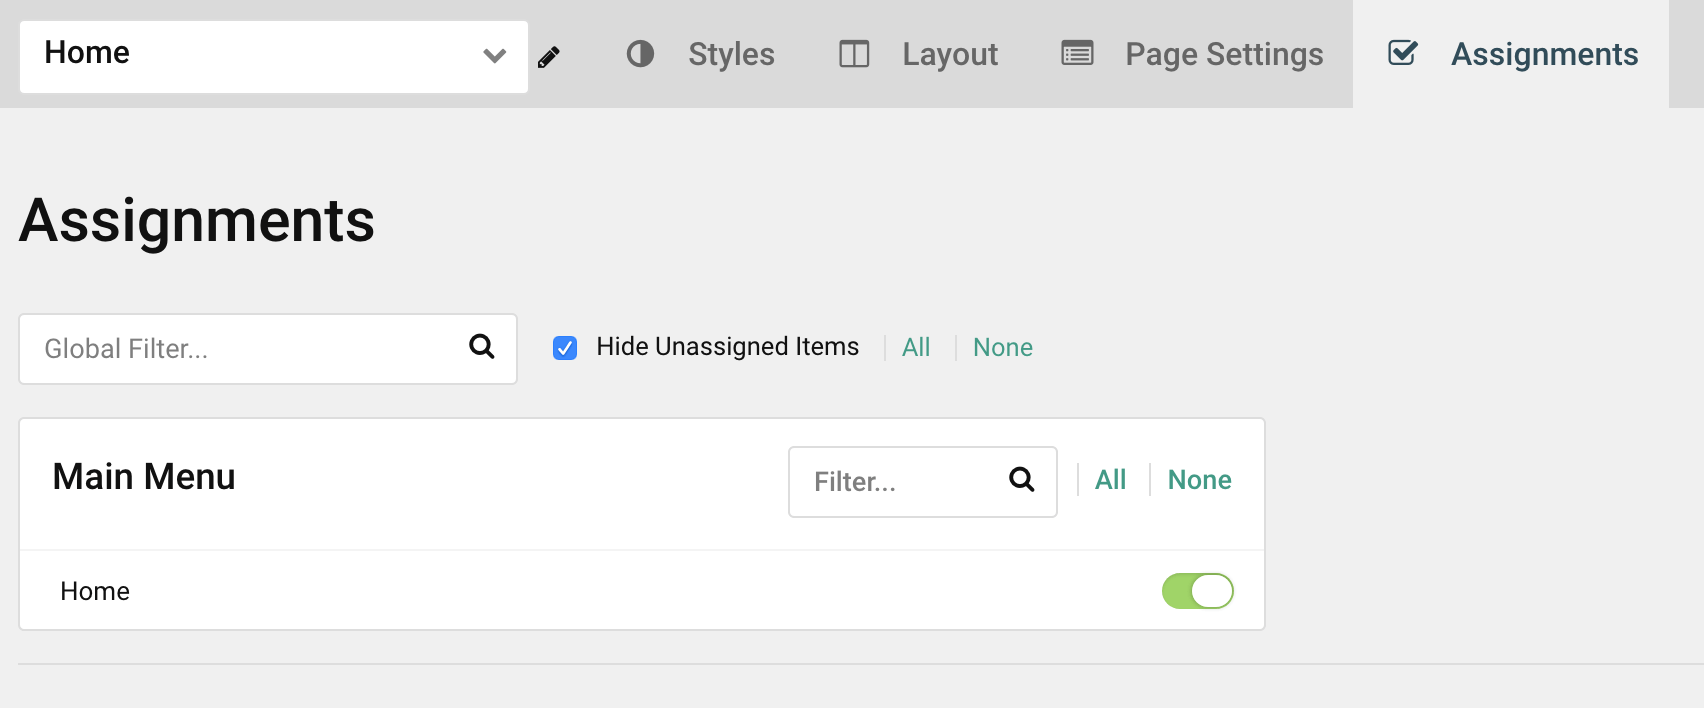 Home Styles Layout Page Settings Assignments
Assignments
Global Filter... Hide Unassigned Items All None
Main Menu Filter... All None
Home